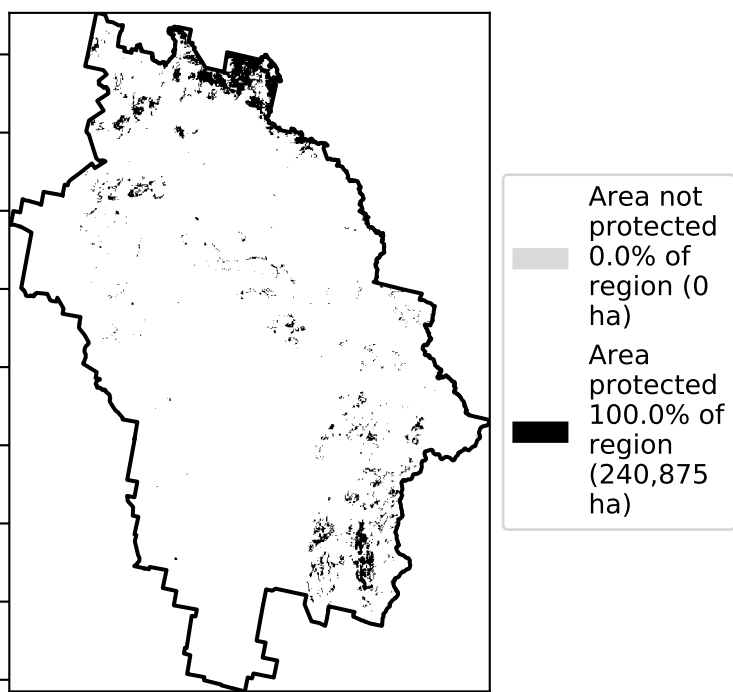 Area not
protected
0.0% of
region (0
ha)
Area
protected
100.0% of
region
(240,875
ha)